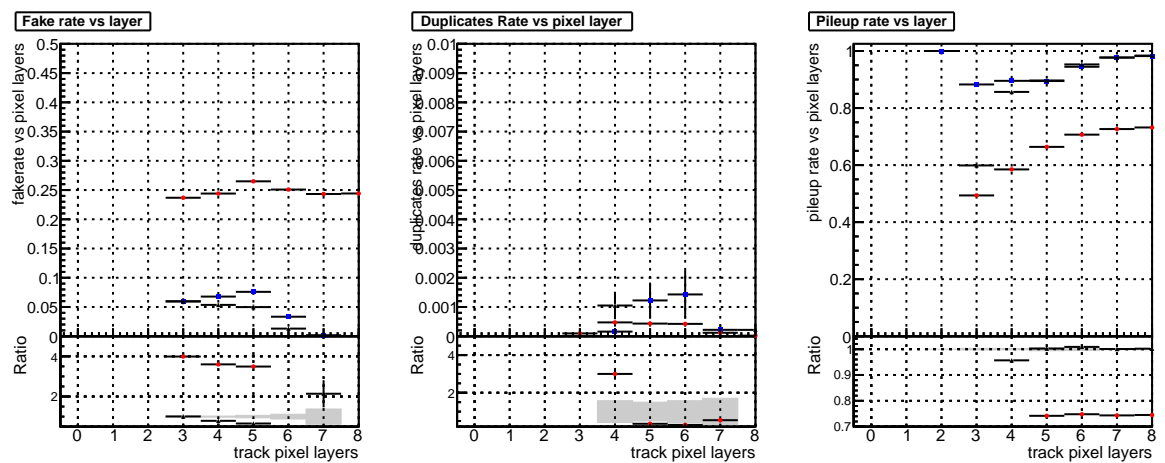 Fake rate vs layer
fakerate vs pixel layers
0.5
0.45
0.4
0.35
0.3
0.25
0.2
0.15
0.1
0.05
0
Ratio
4
2
0 1 2 3 4 5 6 7 8
track pixel layers
Duplicates Rate vs pixel layer
duplicates rate vs pixel layers
0.01
0.009
0.008
0.007
0.006
0.005
0.004
0.003
0.002
0.001
0
Ratio
4
2
0 1 2 3 4 5 6 7 8
track pixel layers
Pileup rate vs layer
pileup rate vs pixel layers
1
0.8
0.6
0.4
0.2
0
Ratio
1
0.9
0.8
0.7
0 1 2 3 4 5 6 7 8
track pixel layers